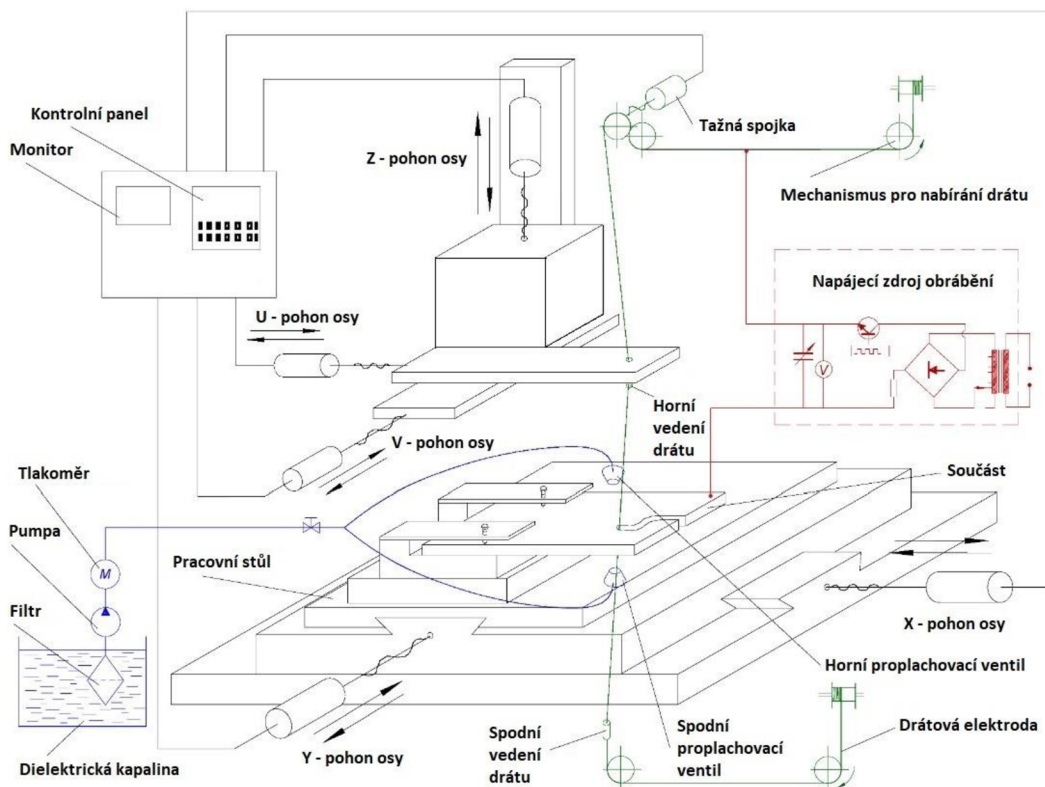 Kontrolní panel
Monitor
Z - pohon osy
Tažná spojka
Mechanismus pro nabírání drátu
Napájecí zdroj obrábění
V
U - pohon osy
Horní
vedení
drátu
V - pohon osy
Součást
Tlakoměr
Pumpa
M
Pracovní stůl
Filtr
X - pohon osy
Horní proplachovací ventil
Dielektrická kapalina
Y - pohon osy
Spodní
vedení
drátu
Spodní
proplachovací
ventil
Drátová elektroda